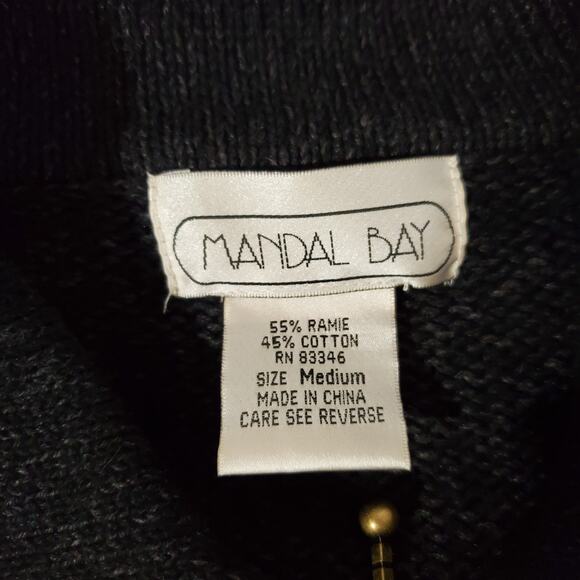 MANDAL BAY
55% RAMIE
45% COTTON
RN 83346
SIZE Medium
MADE IN CHINA
CARE SEE REVERSE